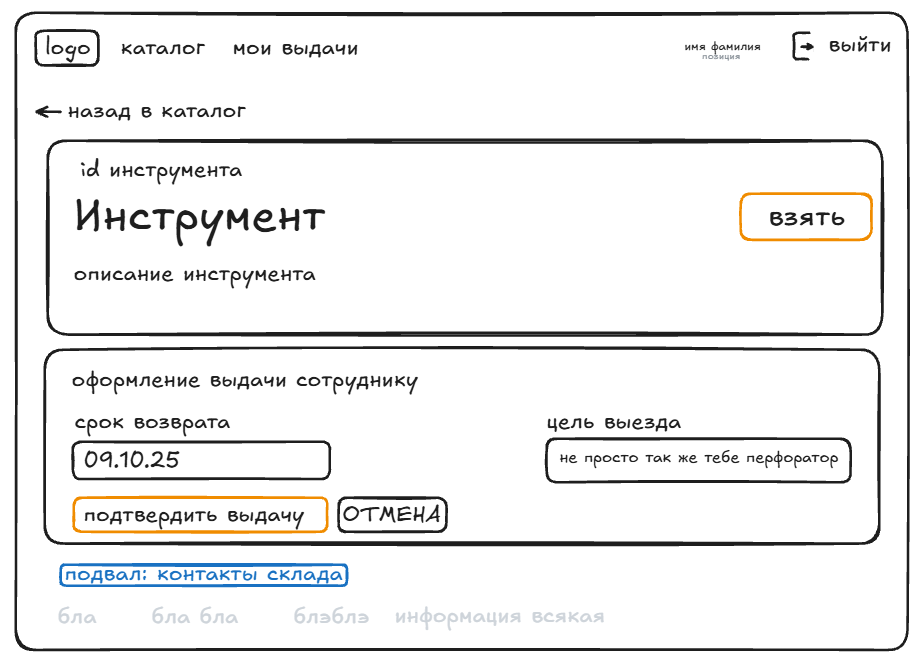 logo каталог мои выдачи имя фамилия выйти
позиция
назад в каталог
id инструмента
Инструмент
взять
описание инструмента
оформление выдачи сотруднику
срок возврата цель выезда
09.10.25 не просто так же тебе перфоратор
подтвердить выдачу ОТМЕНА
подвал: контакты склада
бла бла бла блэблэ информация всякая